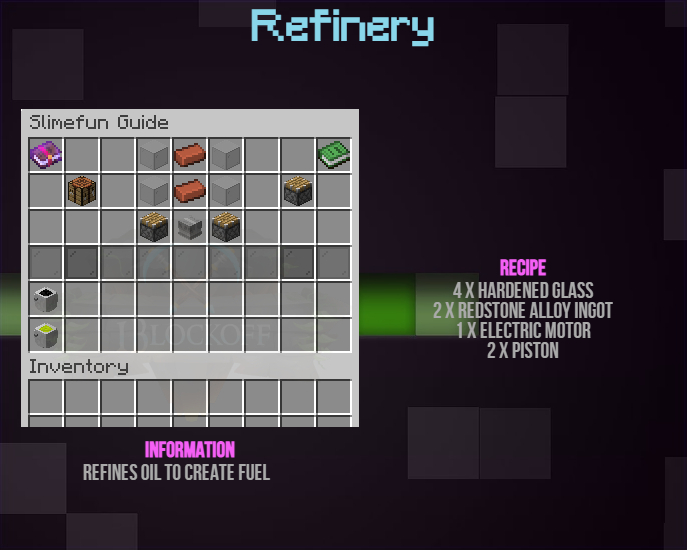 Refinery
Slimefun Guide
BLOCKOFF
Inventory
INFORMATION
REFINES OIL TO CREATE FUEL
RECIPE
4 X HARDENED GLASS
2 X REDSTONE ALLOY INGOT
1 X ELECTRIC MOTOR
2 X PISTON